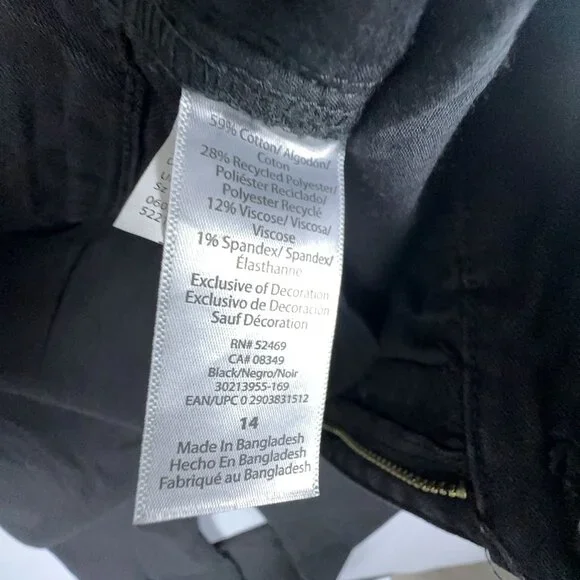 59% Cotton/ Algodón/
Coton
28% Recycled Polyester/
Poliéster Reciclado/
Polyester Recyclé
12% Viscose/ Viscosa/
Viscose
1% Spandex/ Spandex/
Élasthanne
Exclusive of Decoration
Exclusivo de Decoración
Sauf Décoration
RN# 52469
CA# 08349
Black/Negro/Noir
30213955-169
EAN/UPC 0 2903831512
14
Made In Bangladesh
Hecho En Bangladesh
Fabriqué au Bangladesh
060
522